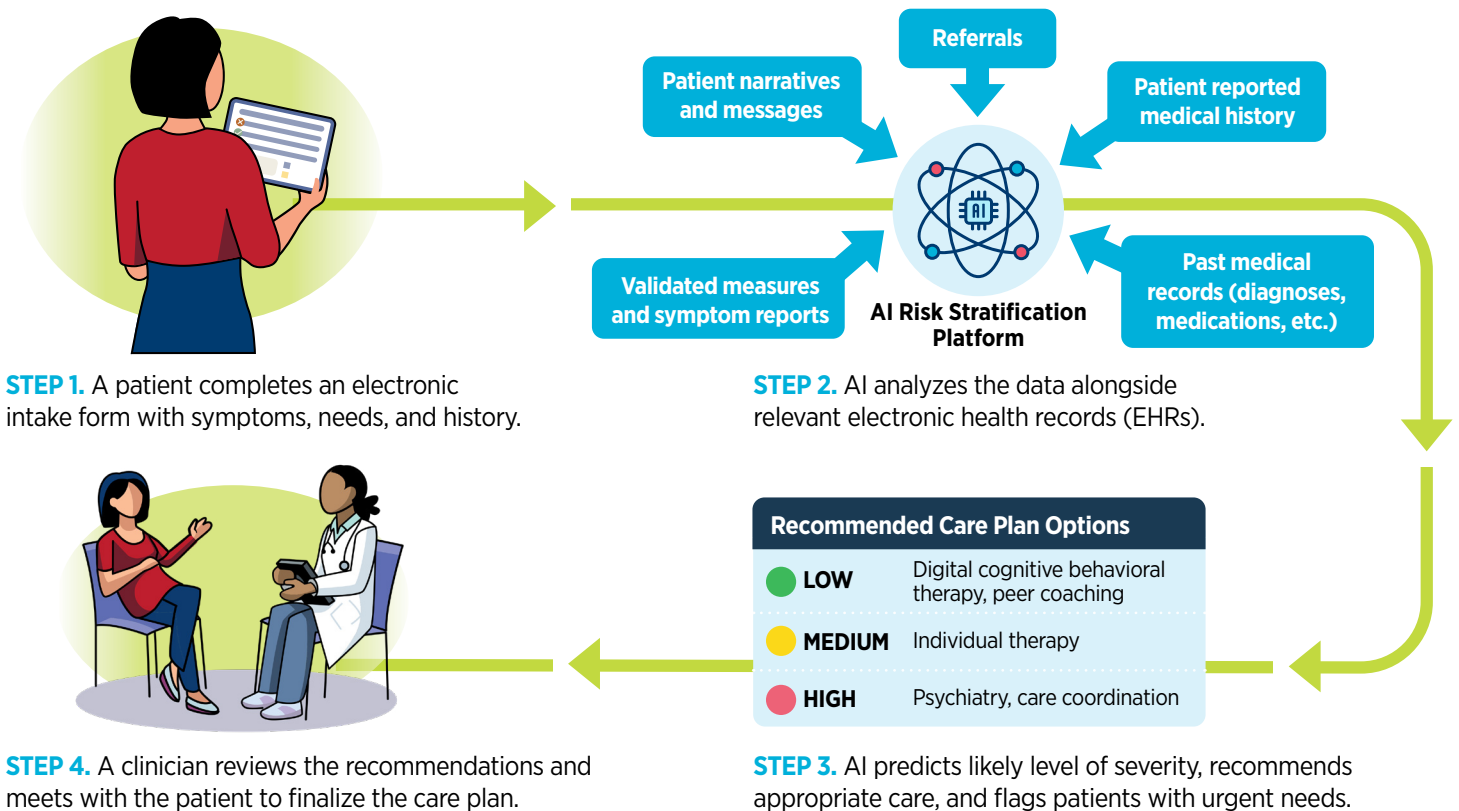 Referrals
Patient narratives
and messages
Patient reported
medical history
AI
Validated measures
and symptom reports
AI Risk Stratification
Platform
Past medical
records (diagnoses,
medications, etc.)
STEP 1. A patient completes an electronic
intake form with symptoms, needs, and history.
STEP 2. AI analyzes the data alongside
relevant electronic health records (EHRs).
Recommended Care Plan Options
LOW Digital cognitive behavioral
therapy, peer coaching
MEDIUM Individual therapy
HIGH Psychiatry, care coordination
STEP 4. A clinician reviews the recommendations and
meets with the patient to finalize the care plan.
STEP 3. AI predicts likely level of severity, recommends
appropriate care, and flags patients with urgent needs.